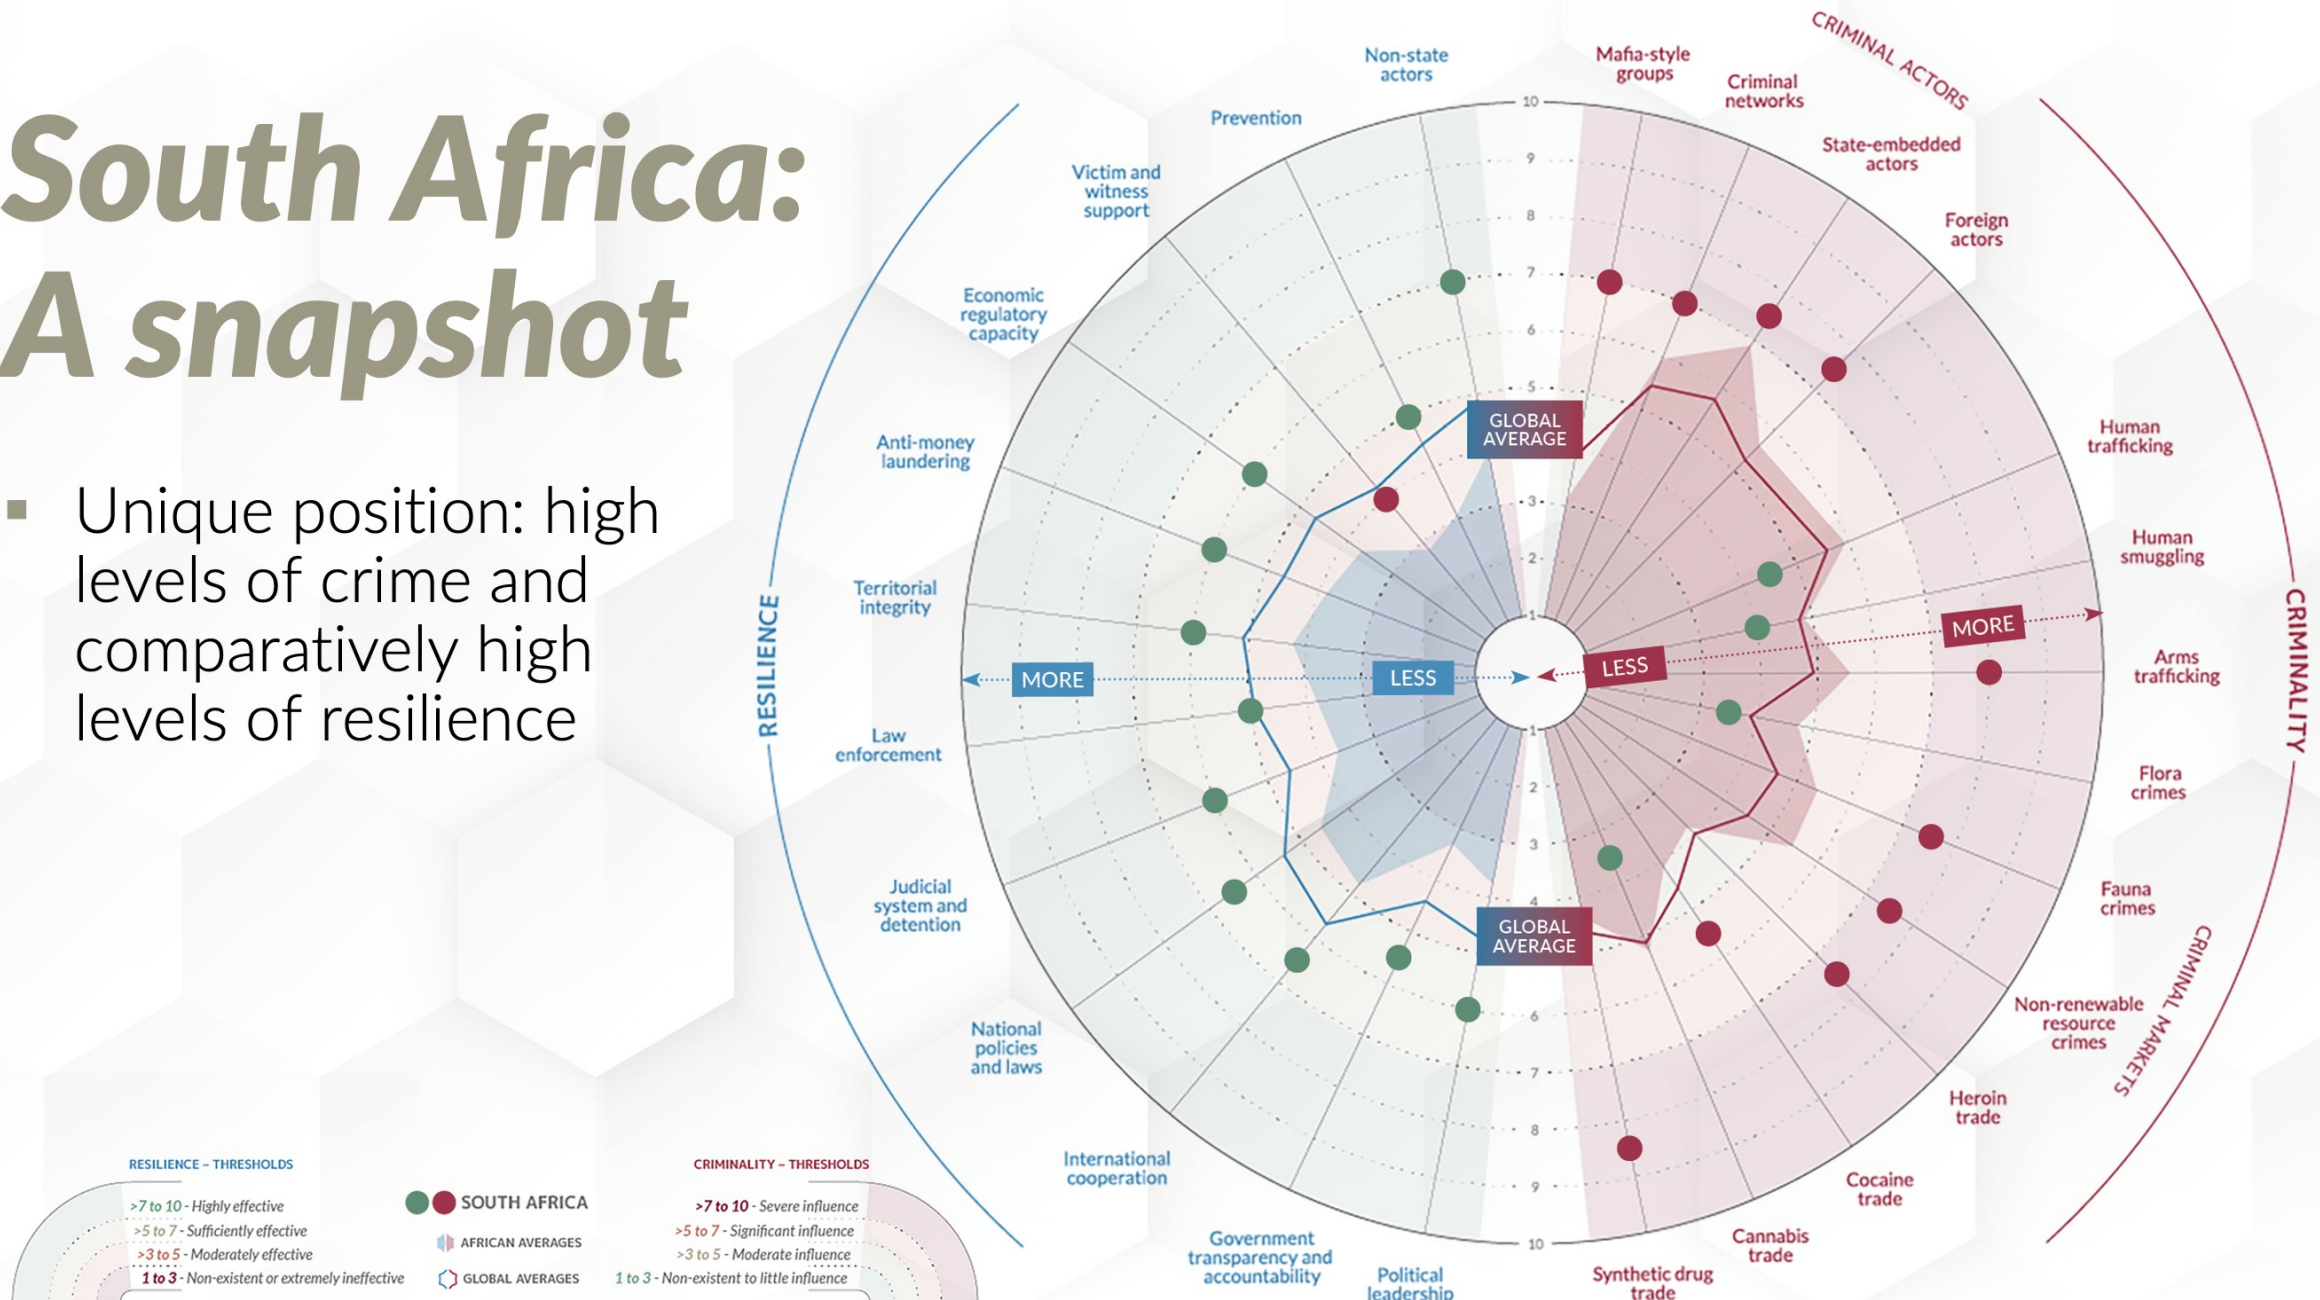 South Africa:
A snapshot
▪ Unique position: high
levels of crime and
comparatively high
levels of resilience
RESILIENCE – THRESHOLDS
>7 to 10 - Highly effective
>5 to 7 - Sufficiently effective
>3 to 5 - Moderately effective
1 to 3 - Non-existent or extremely ineffective
SOUTH AFRICA
AFRICAN AVERAGES
GLOBAL AVERAGES
CRIMINALITY – THRESHOLDS
>7 to 10 - Severe influence
>5 to 7 - Significant influence
>3 to 5 - Moderate influence
1 to 3 - Non-existent to little influence
RESILIENCE
Non-state
actors
Prevention
Victim and
witness
support
Economic
regulatory
capacity
Anti-money
laundering
Territorial
integrity
Law
enforcement
Judicial
system and
detention
National
policies
and laws
International
cooperation
Government
transparency and
accountability
Political
leadership
MORE
LESS
10
9
8
7
6
5
GLOBAL
AVERAGE
3
2
1
1
2
3
4
GLOBAL
AVERAGE
6
7
8
9
10
LESS
MORE
CRIMINAL ACTORS
Mafia-style
groups
Criminal
networks
State-embedded
actors
Foreign
actors
CRIMINALITY
Human
trafficking
Human
smuggling
Arms
trafficking
Flora
crimes
Fauna
crimes
Non-renewable
resource
crimes
CRIMINAL MARKETS
Heroin
trade
Cocaine
trade
Cannabis
trade
Synthetic drug
trade